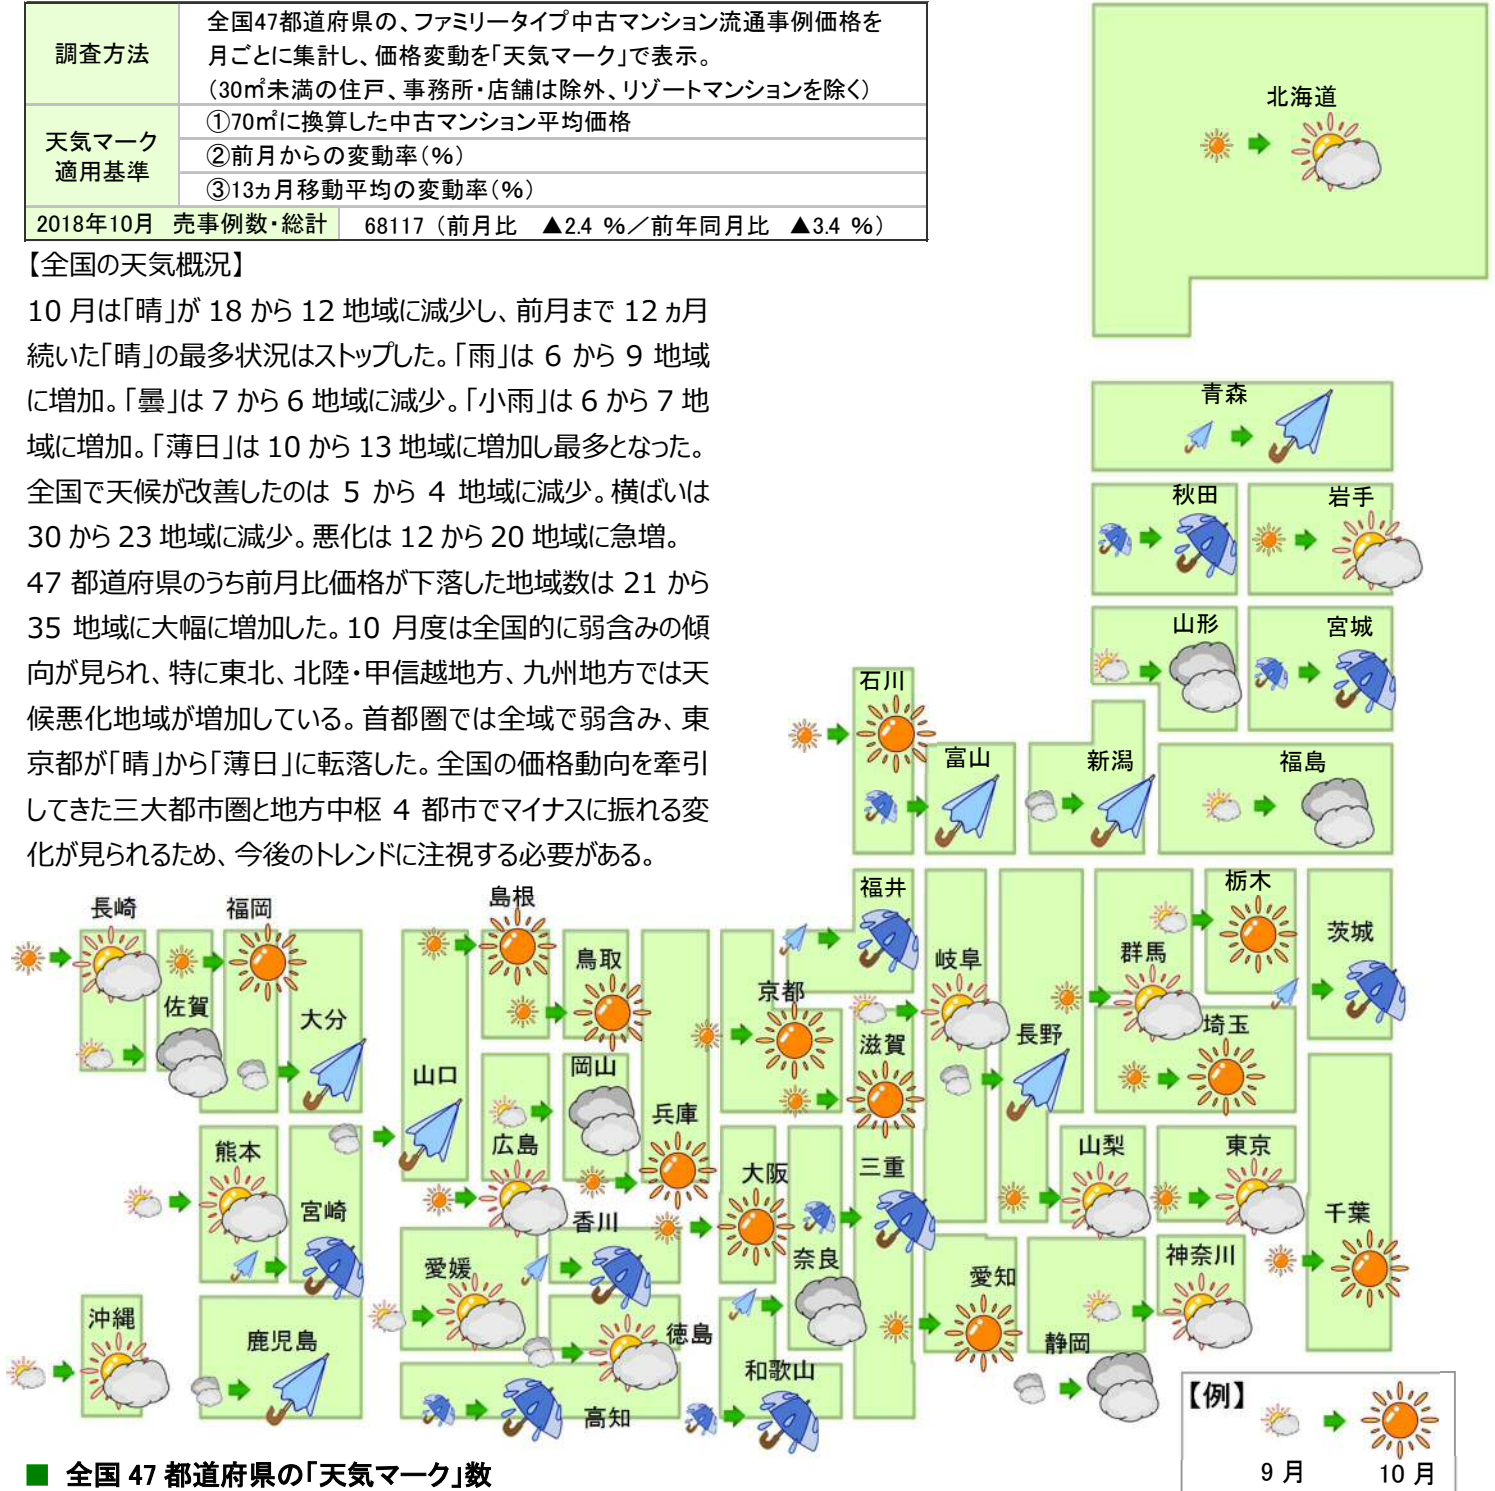 調査方法
全国47都道府県の、ファミリータイプ中古マンション流通事例価格を
月ごとに集計し、価格変動を「天気マーク」で表示。
（30㎡未満の住戸、事務所・店舗は除外、リゾートマンションを除く）
天気マーク
適用基準
①70㎡に換算した中古マンション平均価格
②前月からの変動率（％）
③13ヵ月移動平均の変動率（％）
2018年10月 売事例数・総計 68117 （前月比 ▲2.4 ％／前年同月比 ▲3.4 ％）
【全国の天気概況】
10 月は「晴」が 18 から 12 地域に減少し、前月まで 12 ヵ月
続いた「晴」の最多状況はストップした。「雨」は 6 から 9 地域
に増加。「曇」は 7 から 6 地域に減少。「小雨」は 6 から 7 地
域に増加。「薄日」は 10 から 13 地域に増加し最多となった。
全国で天候が改善したのは 5 から 4 地域に減少。横ばいは
30 から 23 地域に減少。悪化は 12 から 20 地域に急増。
47 都道府県のうち前月比価格が下落した地域数は 21 から
35 地域に大幅に増加した。10 月度は全国的に弱含みの傾
向が見られ、特に東北、北陸・甲信越地方、九州地方では天
候悪化地域が増加している。首都圏では全域で弱含み、東
京都が「晴」から「薄日」に転落した。全国の価格動向を牽引
してきた三大都市圏と地方中枢 4 都市でマイナスに振れる変
化が見られるため、今後のトレンドに注視する必要がある。
北海道
青森
秋田
岩手
山形
宮城
石川
富山
新潟
福島
福井
栃木
長崎
福岡
島根
鳥取
岐阜
群馬
茨城
佐賀
大分
京都
滋賀
長野
埼玉
山口
岡山
兵庫
熊本
広島
大阪
三重
山梨
東京
宮崎
香川
千葉
愛媛
奈良
愛知
神奈川
沖縄
鹿児島
徳島
静岡
和歌山
高知
【例】
9 月
10 月
■ 全国 47 都道府県の「天気マーク」数